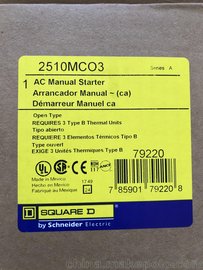 2510MCO3
Series A
1 AC Manual Starter
Arrancador Manual ~ (ca)
Démarreur Manuel ca
Open Type
REQUIRES 3 Type B Thermal Units
Tipo abierto
REQUIERE 3 Elementos Térmicos Tipo B
Type ouvert
EXIGE 3 Unités Thermiques Type B
Made in Mexico
Hecho en México
Fabriqué au Mexique
1749
24
79220
7 85901 79220 8
SQUARE D
by Schneider Electric